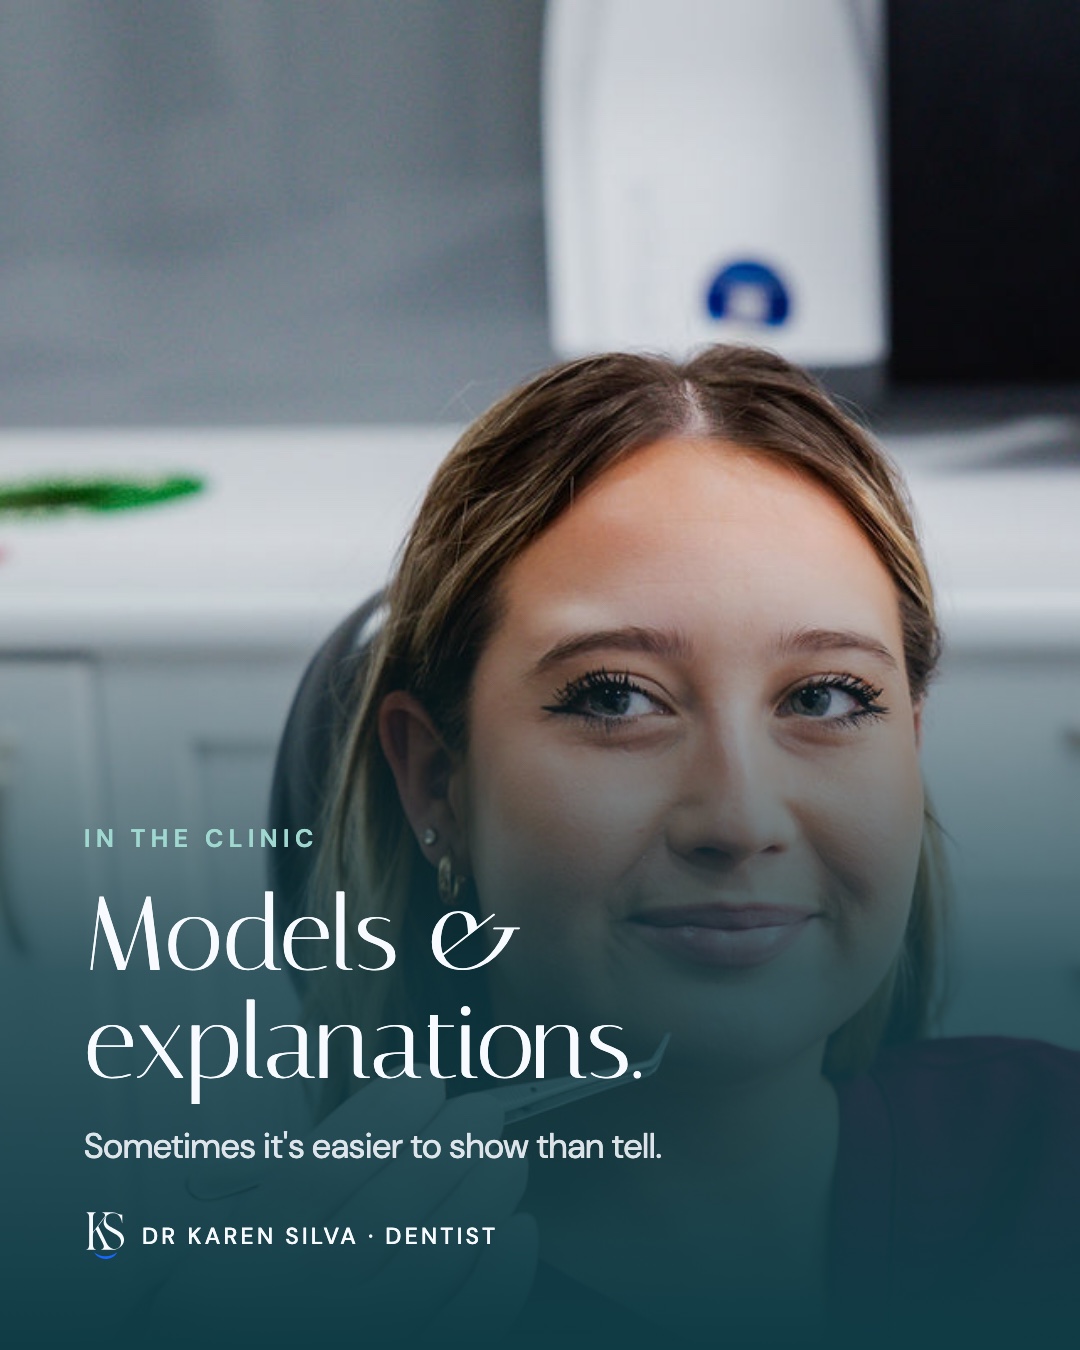 IN THE CLINIC
Models &
explanations.
Sometimes it's easier to show than tell.
KS DR KAREN SILVA · DENTIST